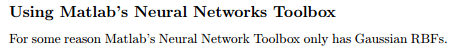 Using Matlab's Neural Networks Toolbox
For some reason Matlab's Neural Network Toolbox only has Gaussian RBFs.